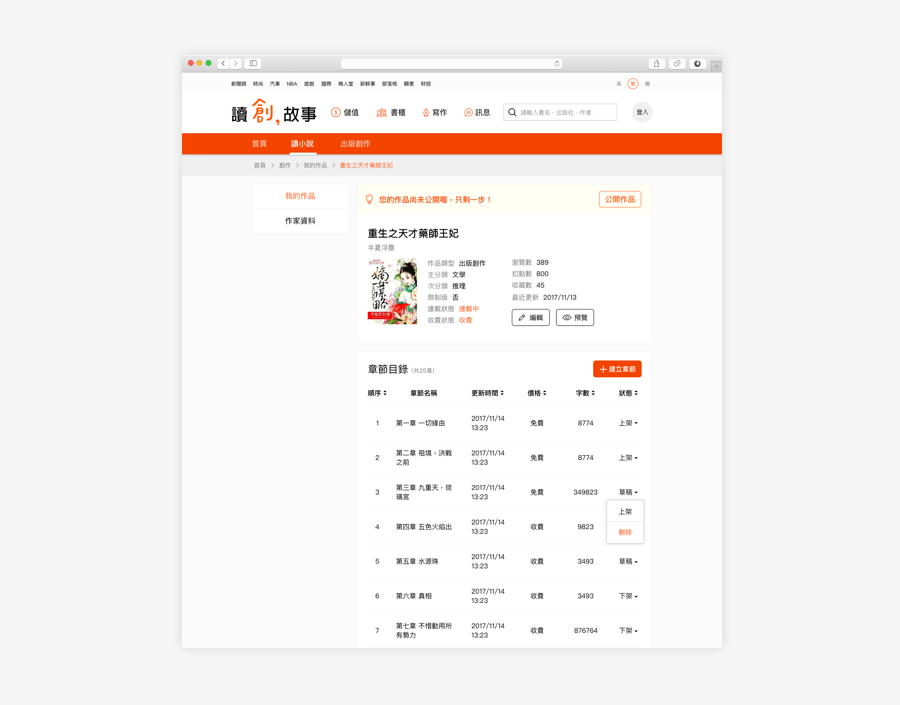 新聞網 時尚 汽車 NBA 遊戲 國際 鳴人堂 新鮮事 部落格 願景 財經
繁 簡
讀創,故事 儲值 書櫃 寫作 訊息 請輸入書名、出版社、作者 登入
首頁 讀小說 出版創作
首頁 > 創作 > 我的作品 > 重生之天才藥師王妃
我的作品
作家資料
您的作品尚未公開喔,只剩一步!
公開作品
重生之天才藥師王妃
半夏浮塵
作品類型 出版創作
主分類 文學
次分類 推理
限制級 否
連載狀態 連載中
收費狀態 收費
瀏覽數 389
扣點數 800
收藏數 45
最近更新 2017/11/13
編輯 預覽
章節目錄 (共25章)
+ 建立章節
順序 章節名稱 更新時間 價格 字數 狀態
1 第一章 一切緣由 2017/11/14 13:23 免費 8774 上架
2 第二章 祖境,決戰之前 2017/11/14 13:23 免費 8774 上架
3 第三章 九重天,琉璃宮 2017/11/14 13:23 免費 349823 草稿
上架
刪除
4 第四章 五色火焰出 2017/11/14 13:23 收費 9823
5 第五章 水源珠 2017/11/14 13:23 收費 3493 草稿
6 第六章 真相 2017/11/14 13:23 收費 3493 下架
7 第七章 不惜動用所有勢力 2017/11/14 13:23 收費 876764 下架